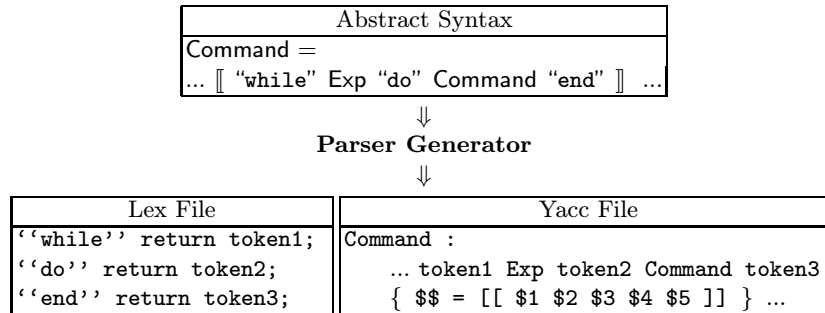 Abstract Syntax
Command =
... ⟦ “while” Exp “do” Command “end” ⟧ ...
⇓
Parser Generator
⇓
Lex File
‘‘while’’ return token1;
‘‘do’’ return token2;
‘‘end’’ return token3;
Yacc File
Command :
... token1 Exp token2 Command token3
{ $$ = [[ $1 $2 $3 $4 $5 ]] } ...